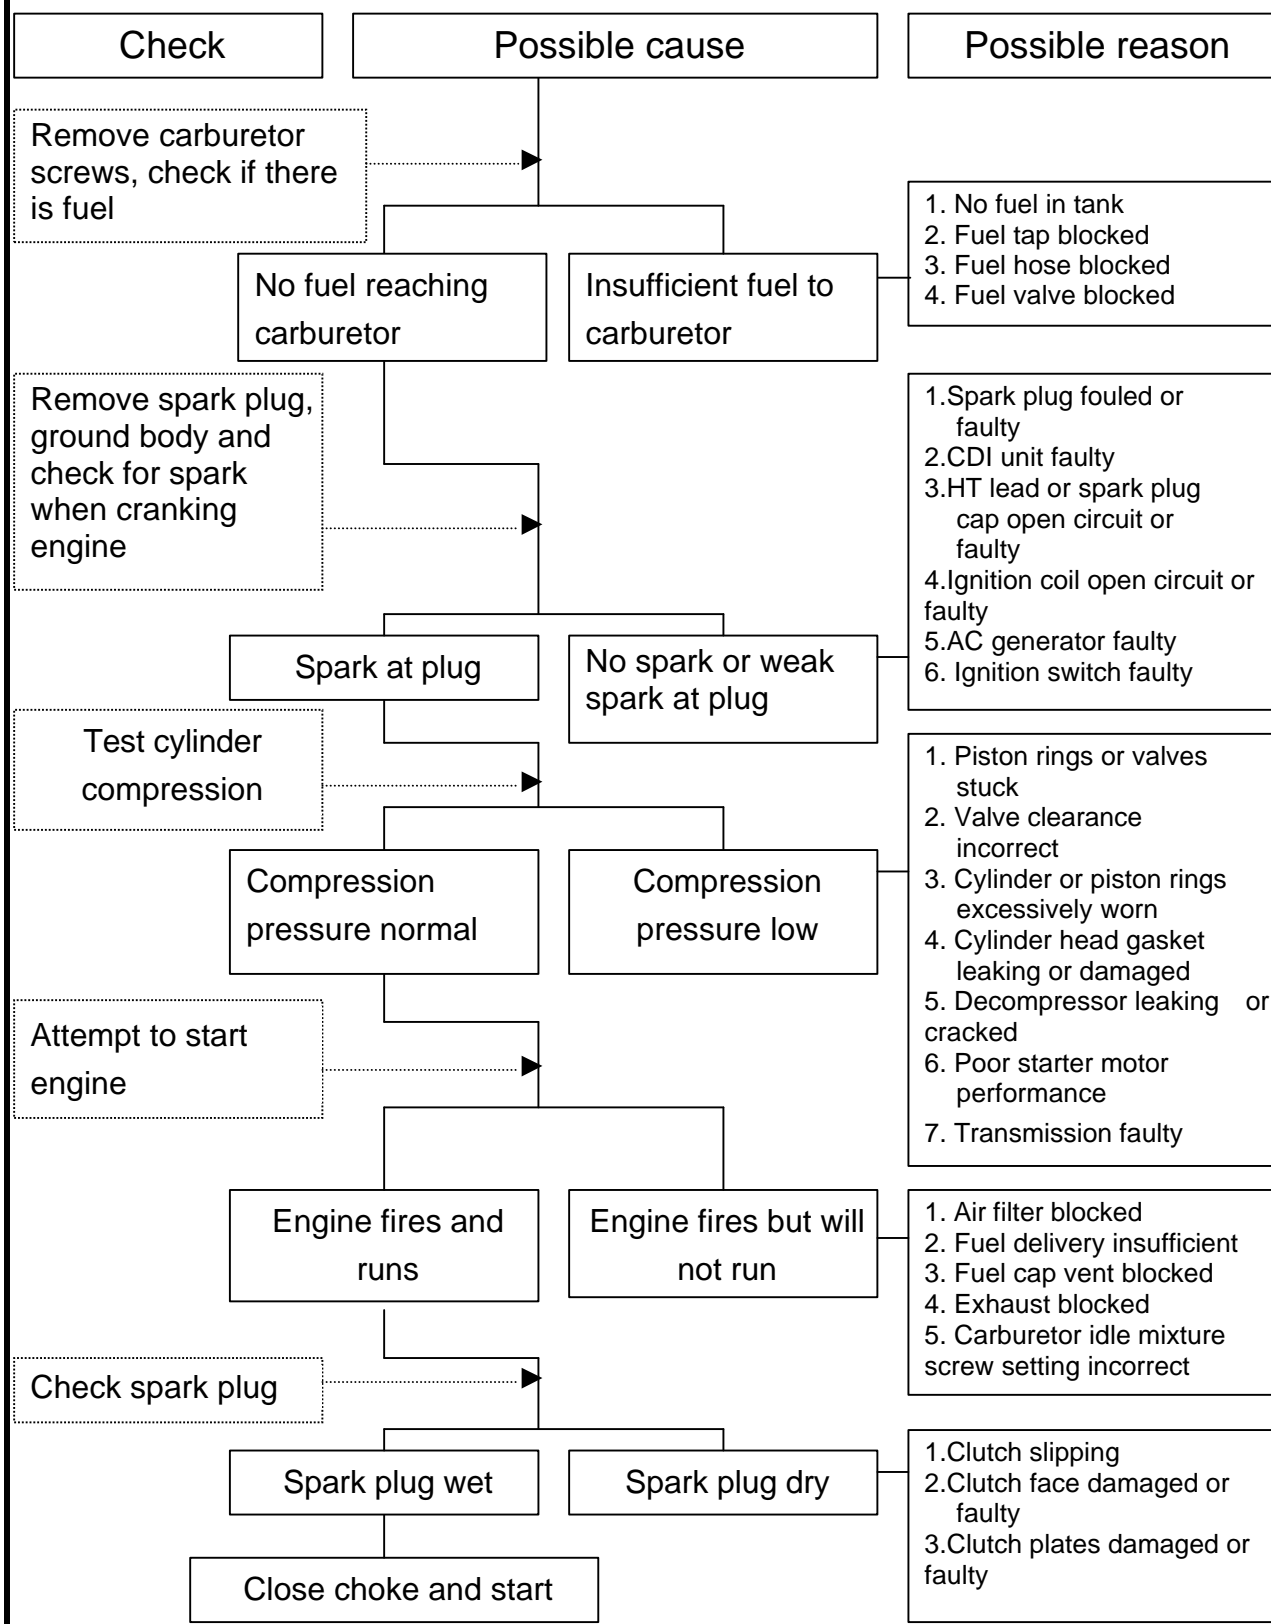 Check
Possible cause
Possible reason
Remove carburetor
screws, check if there
is fuel
No fuel reaching
carburetor
Insufficient fuel to
carburetor
1. No fuel in tank
2. Fuel tap blocked
3. Fuel hose blocked
4. Fuel valve blocked
Remove spark plug,
ground body and
check for spark
when cranking
engine
Spark at plug
No spark or weak
spark at plug
1.Spark plug fouled or
faulty
2.CDI unit faulty
3.HT lead or spark plug
cap open circuit or
faulty
4.Ignition coil open circuit or
faulty
5.AC generator faulty
6. Ignition switch faulty
Test cylinder
compression
Compression
pressure normal
Compression
pressure low
1. Piston rings or valves
stuck
2. Valve clearance
incorrect
3. Cylinder or piston rings
excessively worn
4. Cylinder head gasket
leaking or damaged
5. Decompressor leaking or
cracked
6. Poor starter motor
performance
7. Transmission faulty
Attempt to start
engine
Engine fires and
runs
Engine fires but will
not run
1. Air filter blocked
2. Fuel delivery insufficient
3. Fuel cap vent blocked
4. Exhaust blocked
5. Carburetor idle mixture
screw setting incorrect
Check spark plug
Spark plug wet
Spark plug dry
1.Clutch slipping
2.Clutch face damaged or
faulty
3.Clutch plates damaged or
faulty
Close choke and start